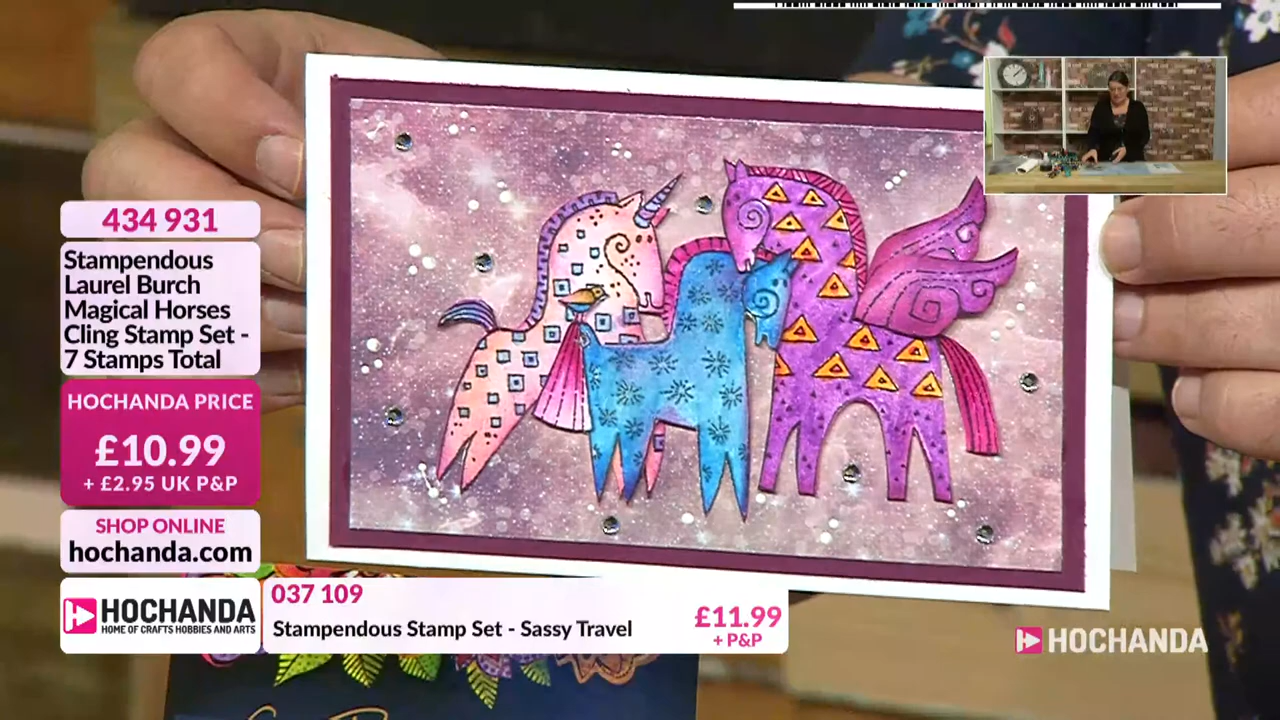 434 931
Stampendous
Laurel Burch
Magical Horses
Cling Stamp Set -
7 Stamps Total
HOCHANDA PRICE
£10.99
+ £2.95 UK P&P
SHOP ONLINE
hochanda.com
HOCHANDA
HOME OF CRAFTS HOBBIES AND ARTS
037 109
Stampendous Stamp Set - Sassy Travel
£11.99
+ P&P
HOCHANDA